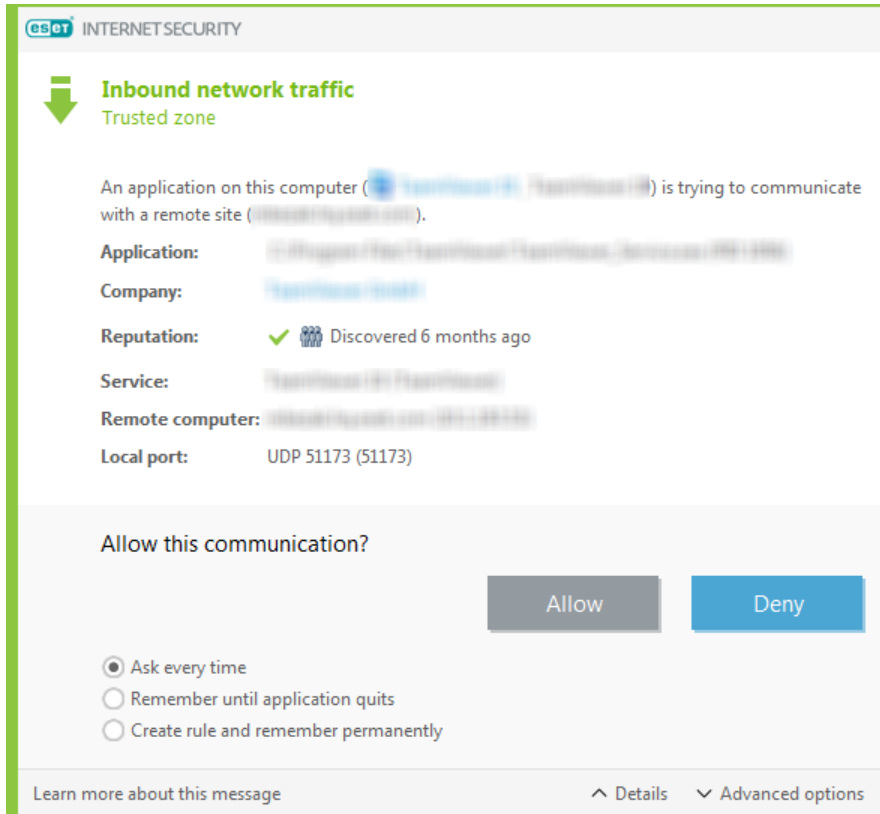 eset INTERNET SECURITY
Inbound network traffic
Trusted zone
An application on this computer ( ) is trying to communicate
with a remote site ( ).
Application:
Company:
Reputation: Discovered 6 months ago
Service:
Remote computer:
Local port: UDP 51173 (51173)
Allow this communication?
Allow Deny
Ask every time
Remember until application quits
Create rule and remember permanently
Learn more about this message Details Advanced options